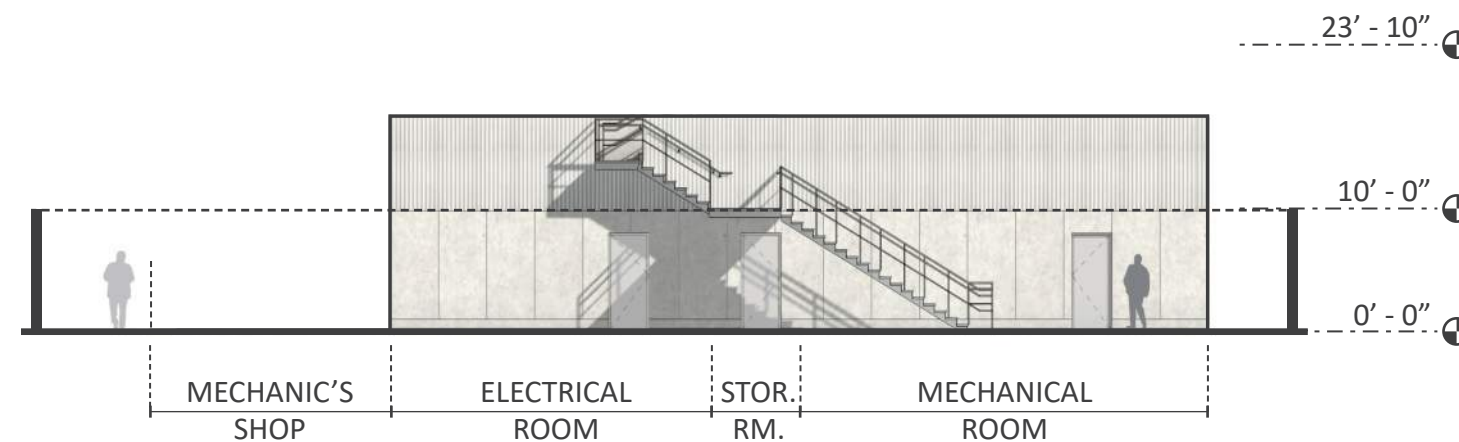 23’ - 10”
10’ - 0”
0’ - 0”
MECHANIC’S
SHOP
ELECTRICAL
ROOM
STOR.
RM.
MECHANICAL
ROOM